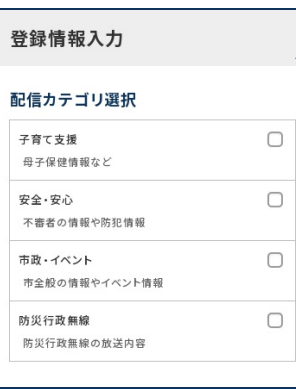 登録情報入力
配信カテゴリ選択
子育て支援
母子保健情報など
安全・安心
不審者の情報や防犯情報
市政・イベント
市全般の情報やイベント情報
防災行政無線
防災行政無線の放送内容